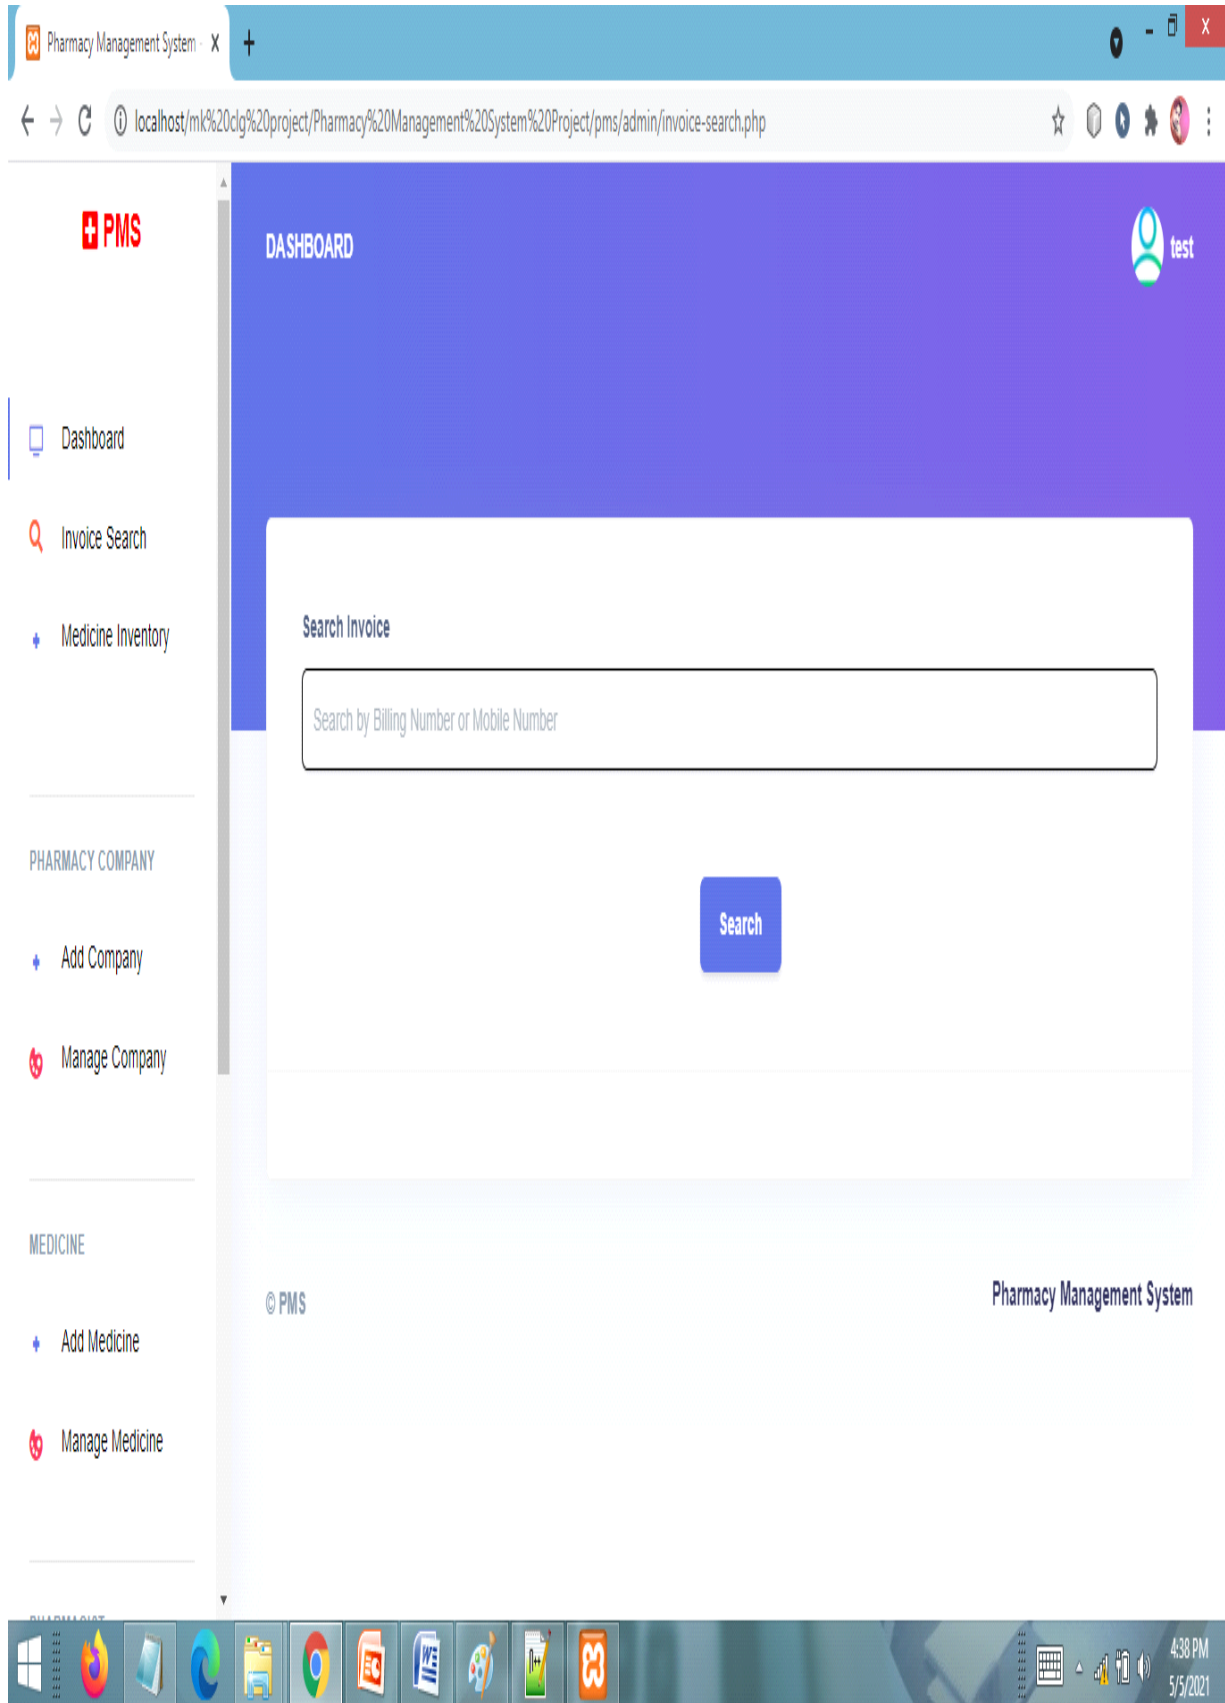 Pharmacy Management System -
localhost/mk%20clg%20project/Pharmacy%20Management%20System%20Project/pms/admin/invoice-search.php
PMS
DASHBOARD
test
Dashboard
Invoice Search
Medicine Inventory
Search Invoice
Search by Billing Number or Mobile Number
Search
PHARMACY COMPANY
Add Company
Manage Company
MEDICINE
Add Medicine
Manage Medicine
© PMS
Pharmacy Management System
PHARMACIST
4:38 PM
5/5/2021